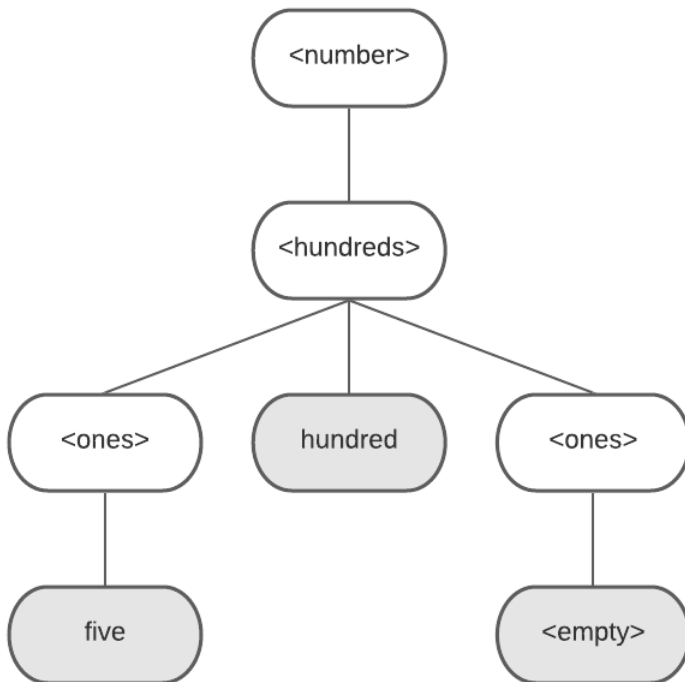 <number>
<hundreds>
<ones>
hundred
<ones>
five
<empty>